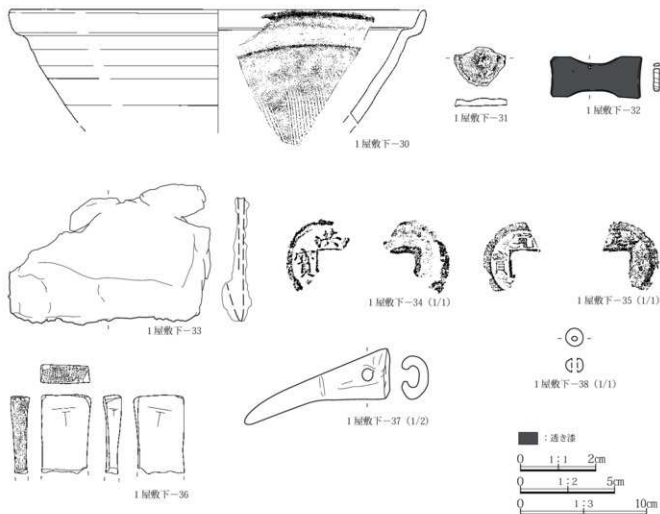 1屋敷下-30
1屋敷下-31
1屋敷下-32
1屋敷下-33
洪
寳
元
1屋敷下-34 (1/1)
1屋敷下-35 (1/1)
1屋敷下-36
1屋敷下-37 (1/2)
1屋敷下-38 (1/1)
：透き漆
0 1：1 2cm
0 1：2 5cm
0 1：3 10cm